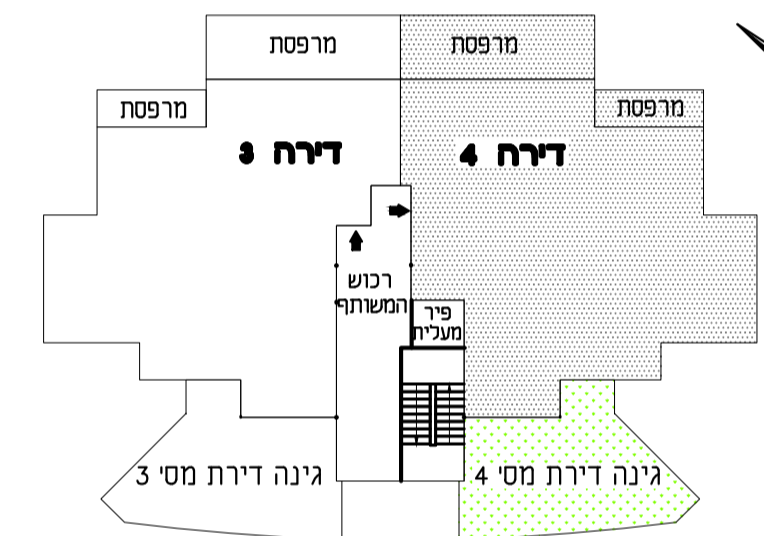 מרפסת
מרפסת
מרפסת
מרפסת
דירה 4
דירה 3
רכוש
המשותף
פיר
מעלית
גינה דירת מסי 4
גינה דירת מסי 3